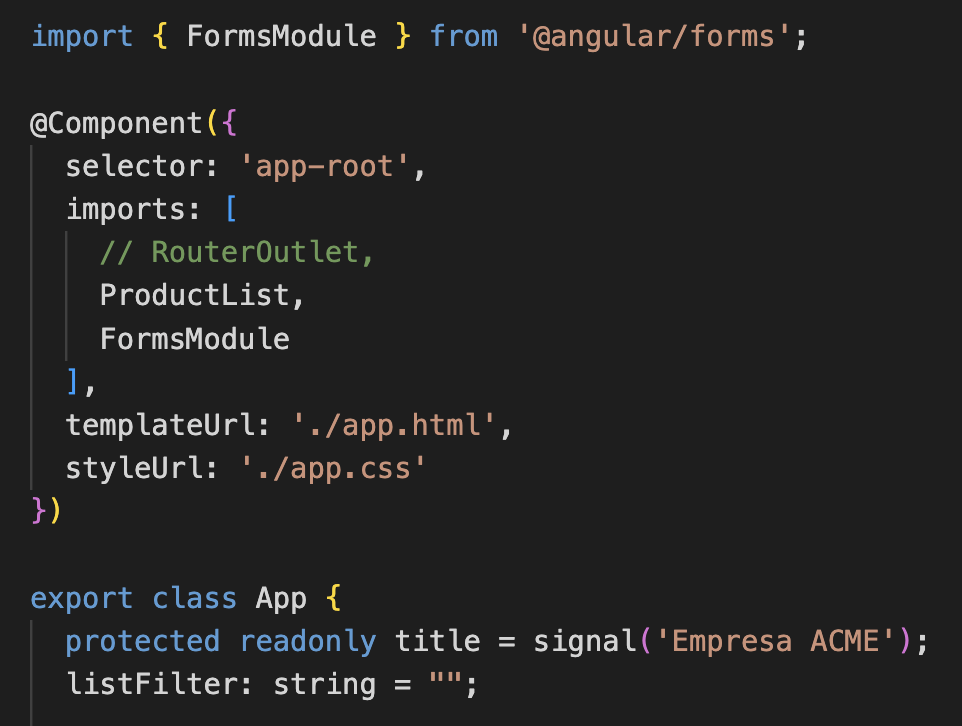 import { FormsModule } from '@angular/forms';
@Component({
selector: 'app-root',
imports: [
// RouterOutlet,
ProductList,
FormsModule
],
templateUrl: './app.html',
styleUrl: './app.css'
})
export class App {
protected readonly title = signal('Empresa ACME');
listFilter: string = "";